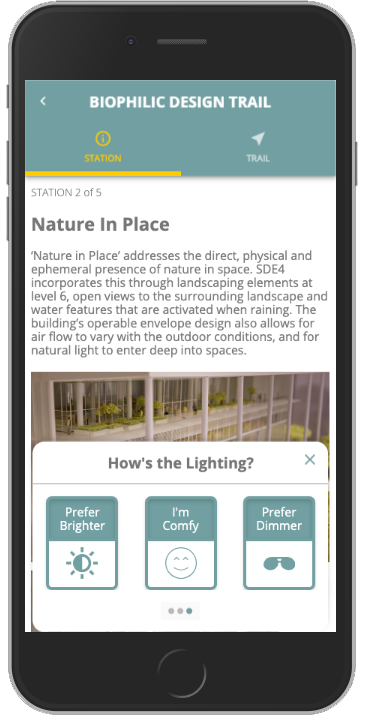 BIOPHILIC DESIGN TRAIL
STATION
TRAIL
STATION 2 of 5
Nature In Place
‘Nature in Place’ addresses the direct, physical and
ephemeral presence of nature in space. SDE4
incorporates this through landscaping elements at
level 6, open views to the surrounding landscape and
water features that are activated when raining. The
building’s operable envelope design also allows for
air flow to vary with the outdoor conditions, and for
natural light to enter deep into spaces.
How's the Lighting?
Prefer
Brighter
I'm
Comfy
Prefer
Dimmer